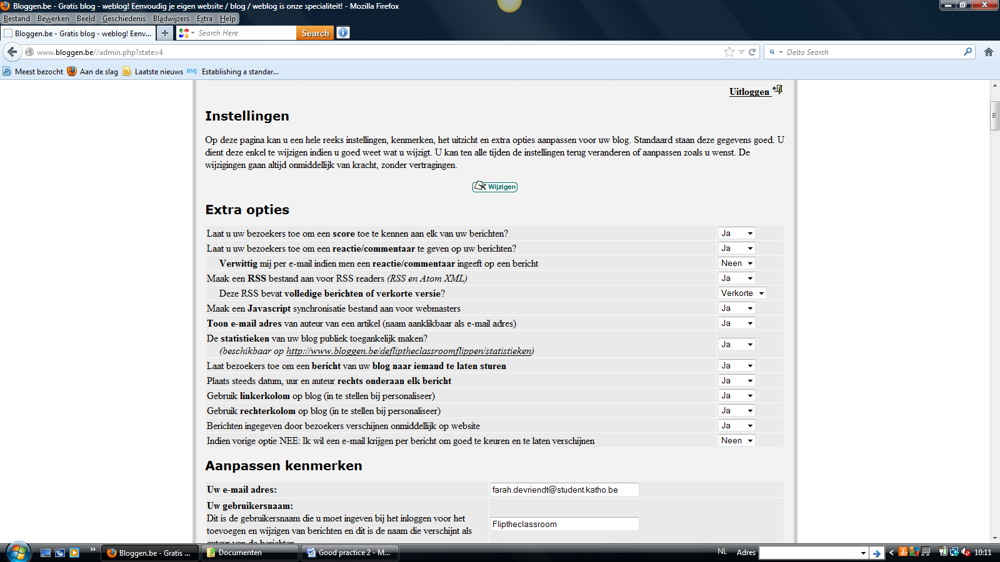 Bloggen.be - Gratis blog - weblog! Eenvoudig je eigen website / blog / weblog is onze specialiteit! - Mozilla Firefox
Bestand Bewerken Beeld Geschiedenis Bladwijzers Extra Help
Bloggen.be - Gratis blog - weblog! Eenv... Search Here Search
www.bloggen.be//admin.php?state=4 Delta Search
Meest bezocht Aan de slag Laatste nieuws BMJ Establishing a standar...
Uitloggen
Instellingen
Op deze pagina kan u een hele reeks instellingen, kenmerken, het uitzicht en extra opties aanpassen voor uw blog. Standaard staan deze gegevens goed. U
dient deze enkel te wijzigen indien u goed weet wat u wijzigt. U kan ten alle tijden de instellingen terug veranderen of aanpassen zoals u wenst. De
wijzigingen gaan altijd onmiddellijk van kracht, zonder vertragingen.
Wijzigen
Extra opties
Laat u uw bezoekers toe om een score toe te kennen aan elk van uw berichten? Ja
Laat u uw bezoekers toe om een reactie/commentaar te geven op uw berichten? Ja
Verwittig mij per e-mail indien men een reactie/commentaar ingeeft op een bericht Neen
Maak een RSS bestand aan voor RSS readers (RSS en Atom XML) Ja
Deze RSS bevat volledige berichten of verkorte versie? Verkorte
Maak een Javascript synchronisatie bestand aan voor webmasters Ja
Toon e-mail adres van auteur van een artikel (naam aanklikbaar als e-mail adres) Ja
De statistieken van uw blog publiek toegankelijk maken? Ja
(beschikbaar op http://www.bloggen.be/defliptheclassroomflippen/statistieken)
Laat bezoekers toe om een bericht van uw blog naar iemand te laten sturen Ja
Plaats steeds datum, uur en auteur rechts onderaan elk bericht Ja
Gebruik linkerkolom op blog (in te stellen bij personaliseer) Ja
Gebruik rechterkolom op blog (in te stellen bij personaliseer) Ja
Berichten ingegeven door bezoekers verschijnen onmiddellijk op website Ja
Indien vorige optie NEE: Ik wil een e-mail krijgen per bericht om goed te keuren en te laten verschijnen Neen
Aanpassen kenmerken
Uw e-mail adres: farah.devriendt@student.katho.be
Uw gebruikersnaam:
Dit is de gebruikersnaam die u moet ingeven bij het inloggen voor het
toevoegen en wijzigen van berichten en dit is de naam die verschijnt als
auteur van de berichten
Fliptheclassroom
Bloggen.be - Gratis ... Documenten Good practice 2 - M... NL Adres 10:11